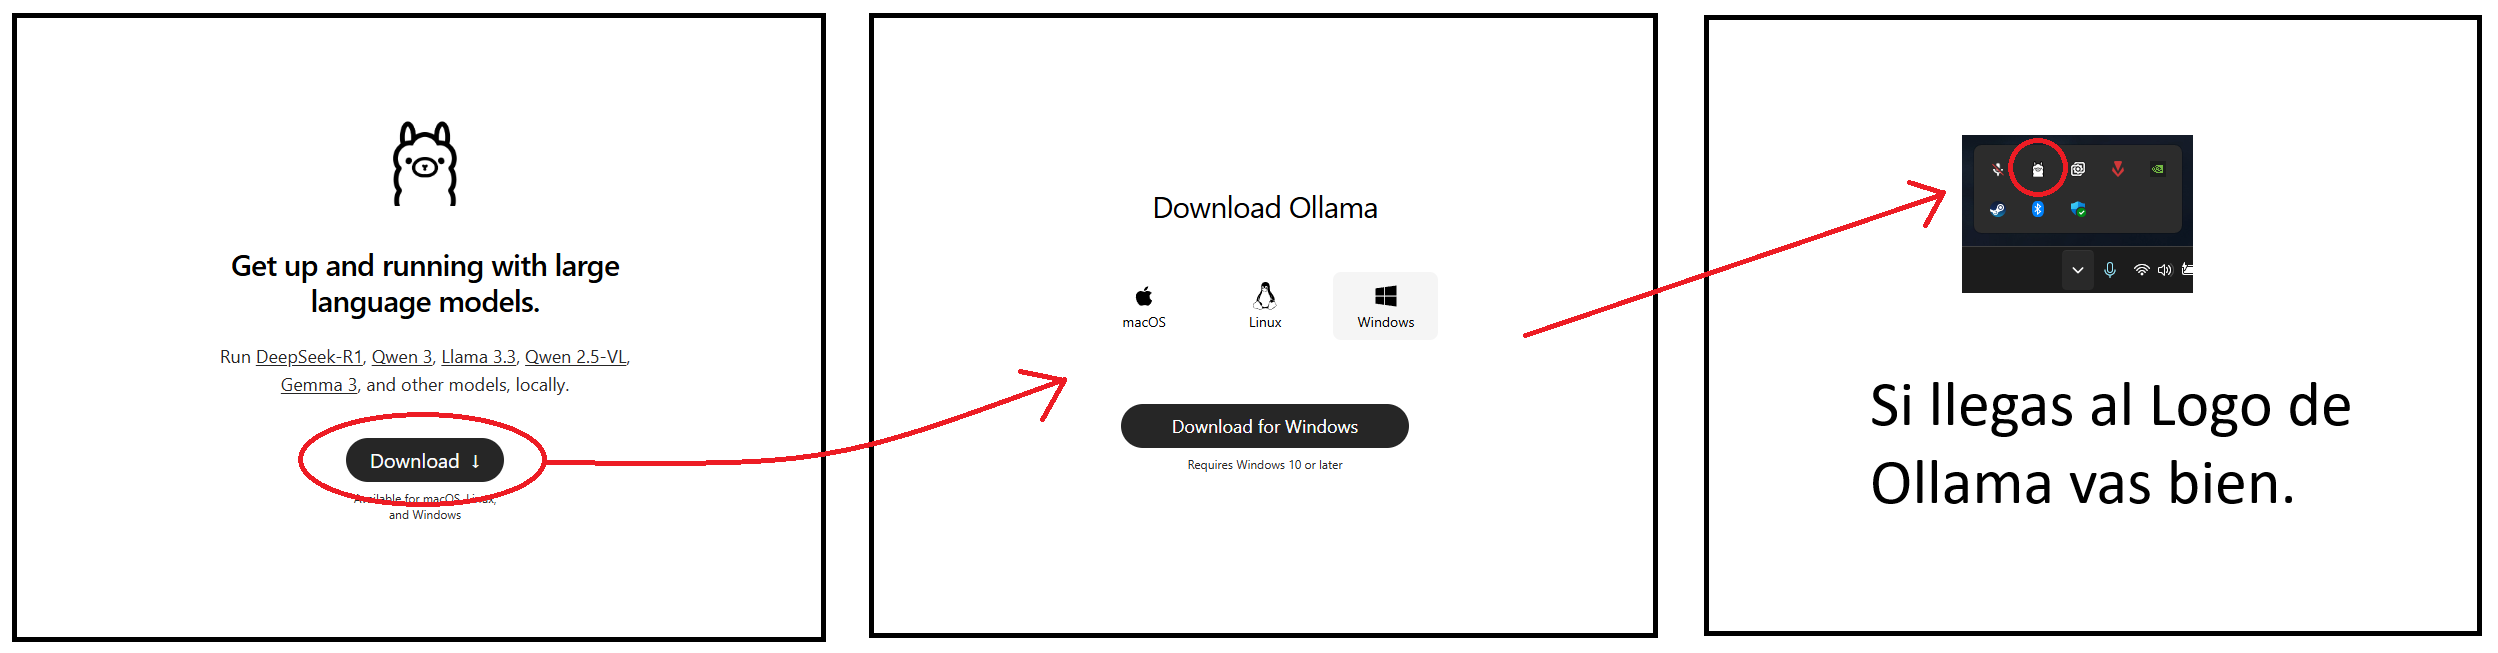 Get up and running with large
language models.
Run DeepSeek-R1, Qwen 3, Llama 3.3, Qwen 2.5-VL,
Gemma 3, and other models, locally.
Download ↓
Available for macOS, Linux,
and Windows
Download Ollama
macOS
Linux
Windows
Download for Windows
Requires Windows 10 or later
Si llegas al Logo de
Ollama vas bien.